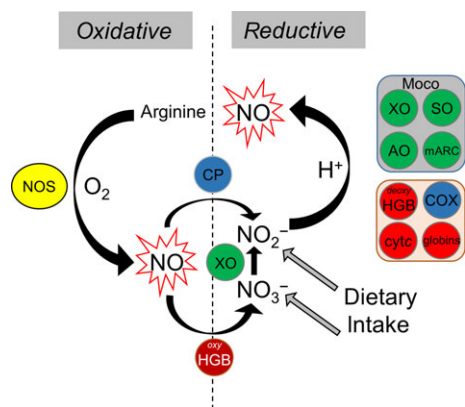 Oxidative
Reductive
Arginine
NO
Moco
XO
SO
AO
mARC
NOS
O₂
H⁺
CP
deoxy
HGB
COX
cytc
globins
NO
XO
NO₂⁻
NO₃⁻
Dietary
Intake
oxy
HGB